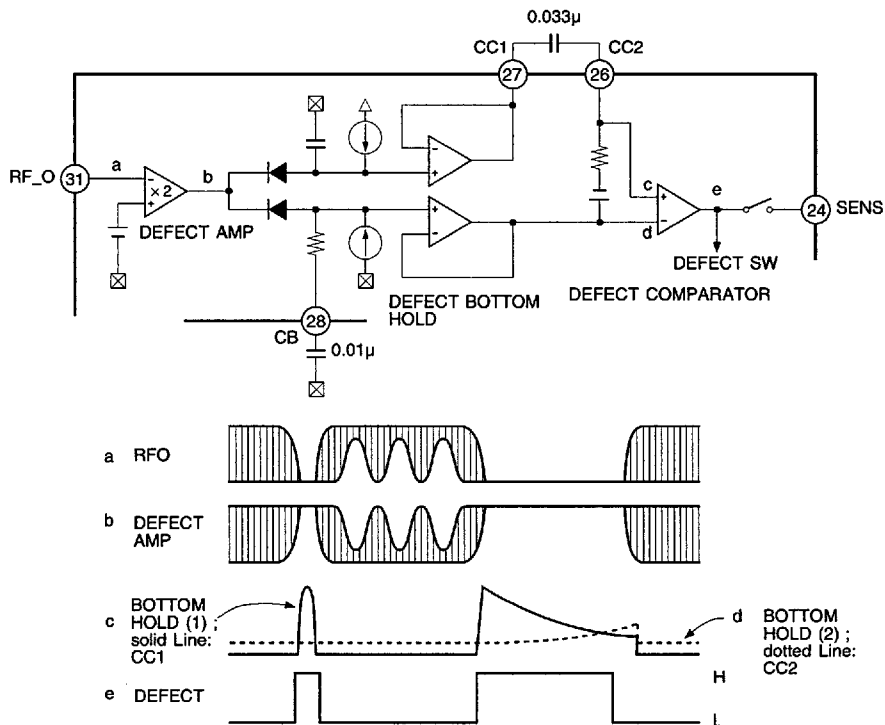 0.033μ
CC1
CC2
27
26
RF_O
31
a
b
- ×2
+
DEFECT AMP
-
+
+
-
c
+
d
-
e
24
SENS
DEFECT SW
DEFECT BOTTOM
HOLD
DEFECT COMPARATOR
28
CB
0.01μ
a RFO
b DEFECT
AMP
c BOTTOM
HOLD (1) ;
solid Line:
CC1
d BOTTOM
HOLD (2) ;
dotted Line:
CC2
e DEFECT
H
L